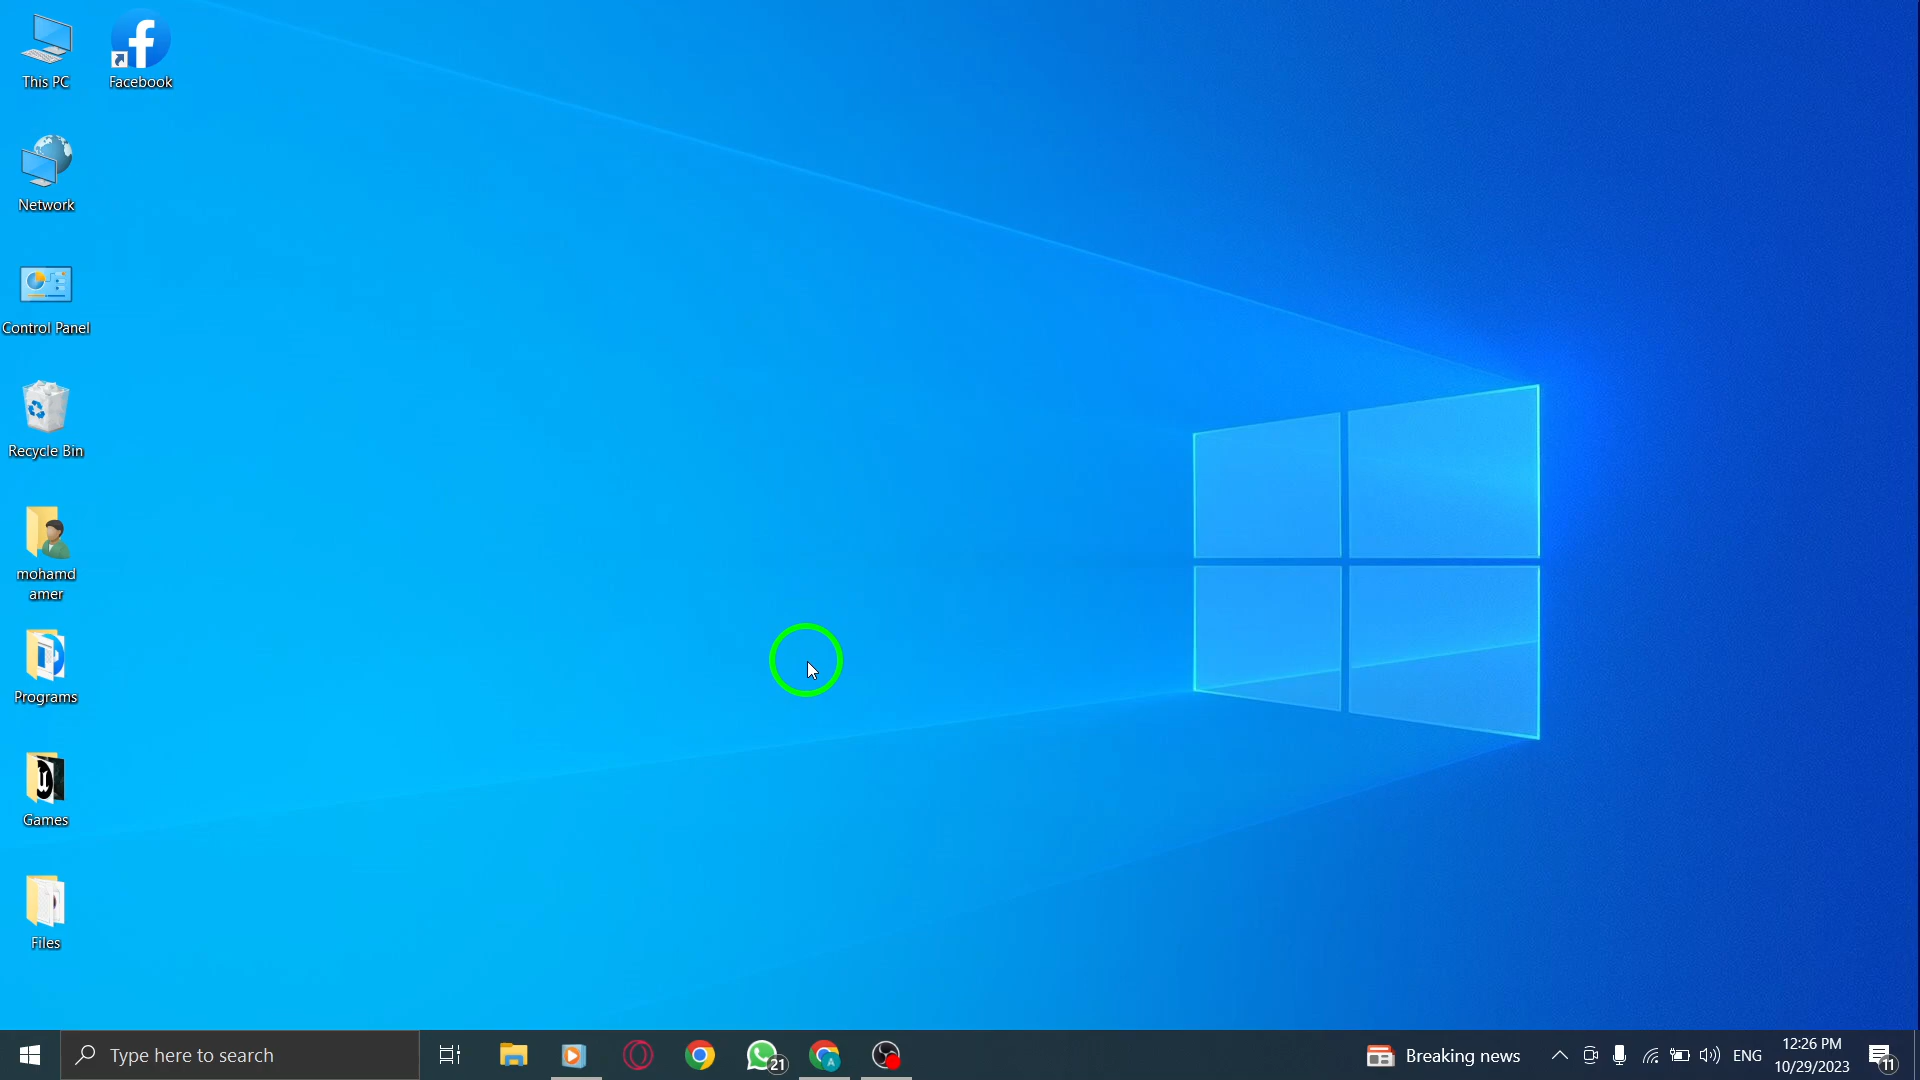 This PC
Facebook
Network
Control Panel
Recycle Bin
mohamd
amer
Programs
Games
Files
Type here to search
21
A
Breaking news
ENG
12:26 PM
10/29/2023
11